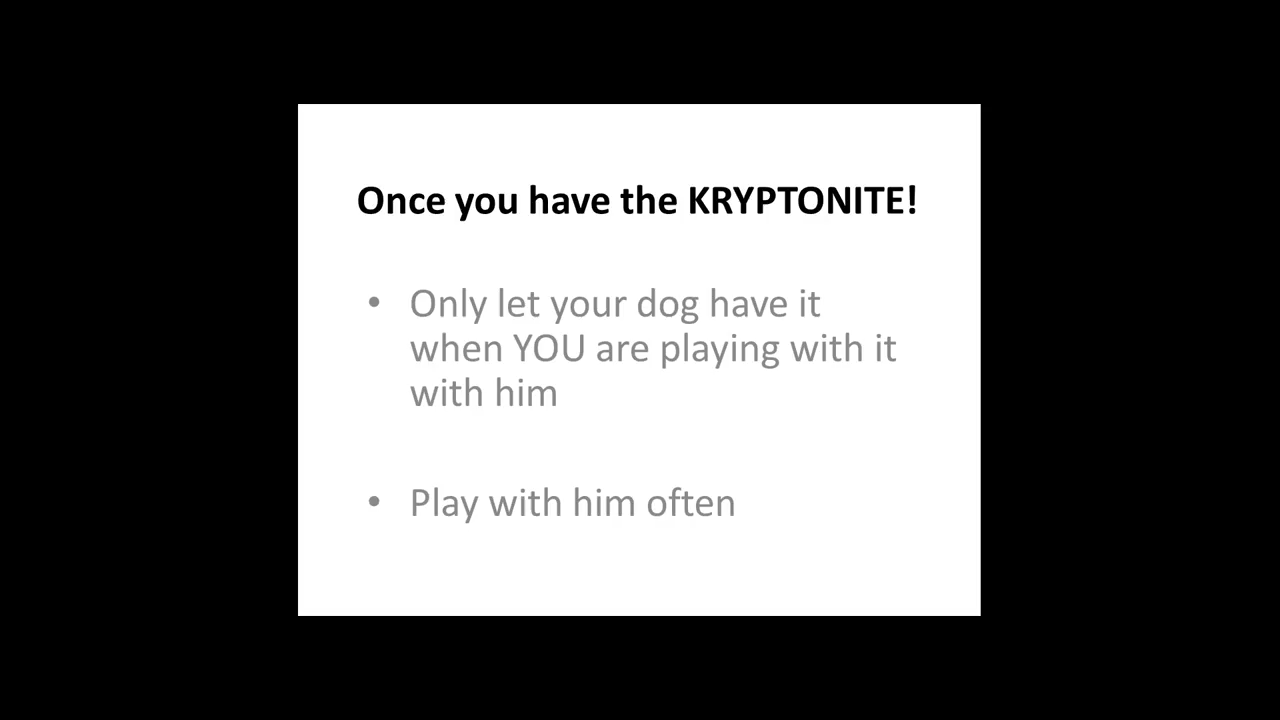 Once you have the KRYPTONITE!
• Only let your dog have it
when YOU are playing with it
with him
• Play with him often